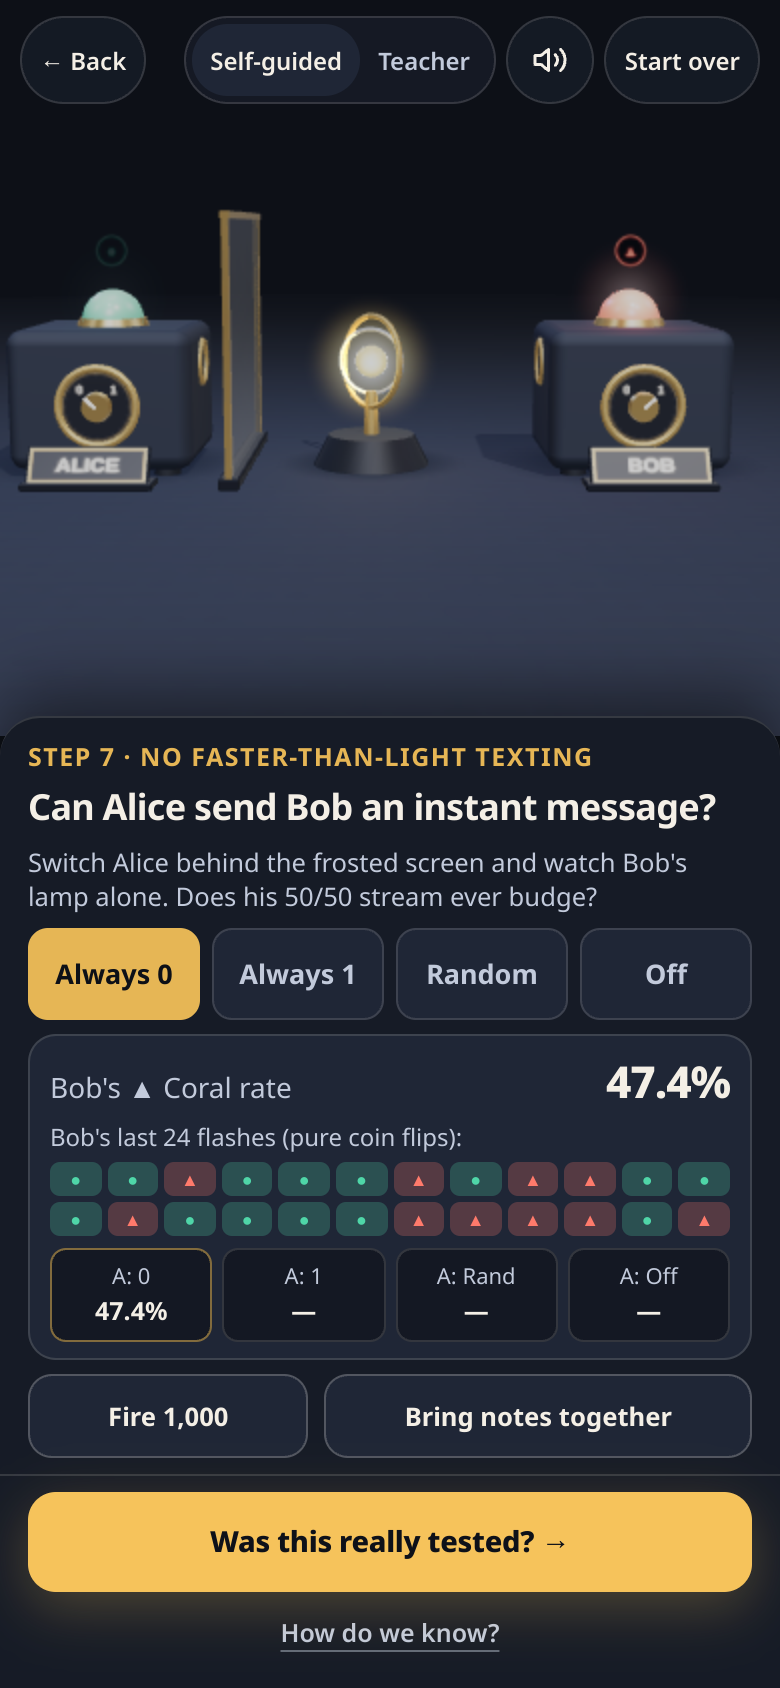 ← Back
Self-guided
Teacher
Start over
0 1
ALICE
0 1
BOB
STEP 7 · NO FASTER-THAN-LIGHT TEXTING
Can Alice send Bob an instant message?
Switch Alice behind the frosted screen and watch Bob's
lamp alone. Does his 50/50 stream ever budge?
Always 0
Always 1
Random
Off
Bob's ▲ Coral rate
47.4%
Bob's last 24 flashes (pure coin flips):
A: 0
47.4%
A: 1
—
A: Rand
—
A: Off
—
Fire 1,000
Bring notes together
Was this really tested? →
How do we know?